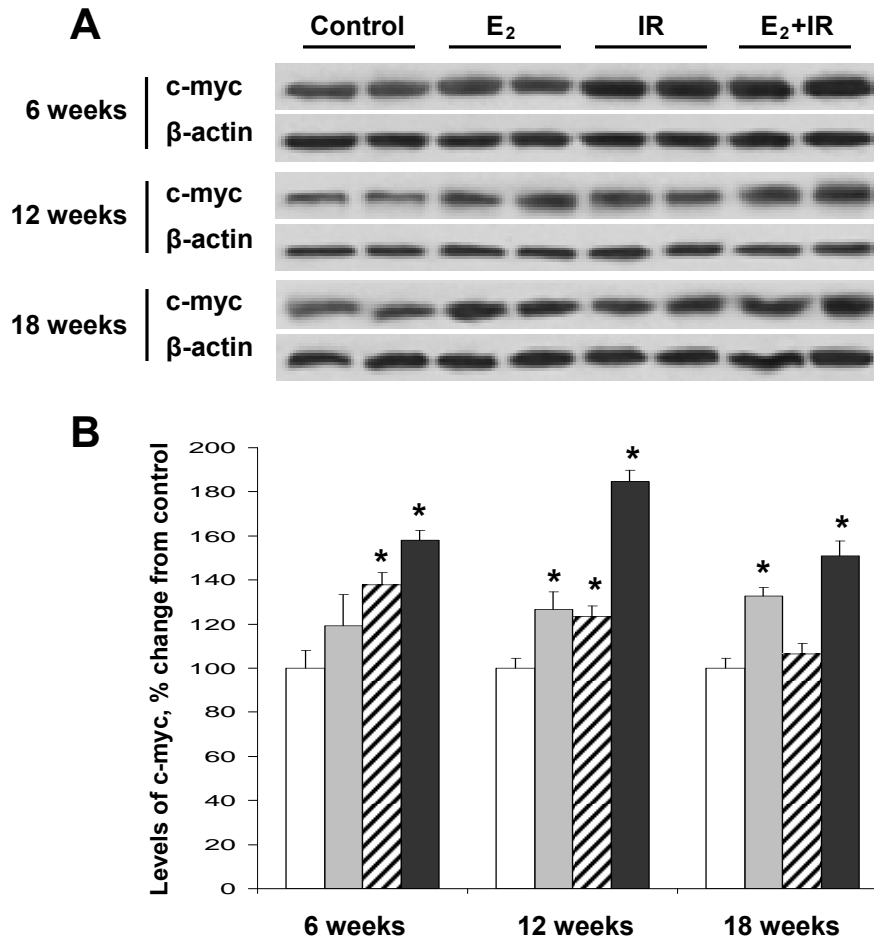 A
Control E₂ IR E₂+IR
6 weeks
c-myc
β-actin
12 weeks
c-myc
β-actin
18 weeks
c-myc
β-actin
B
Levels of c-myc, % change from control
200
180
160
140
120
100
80
60
40
20
0
* *
* * *
* *
6 weeks 12 weeks 18 weeks